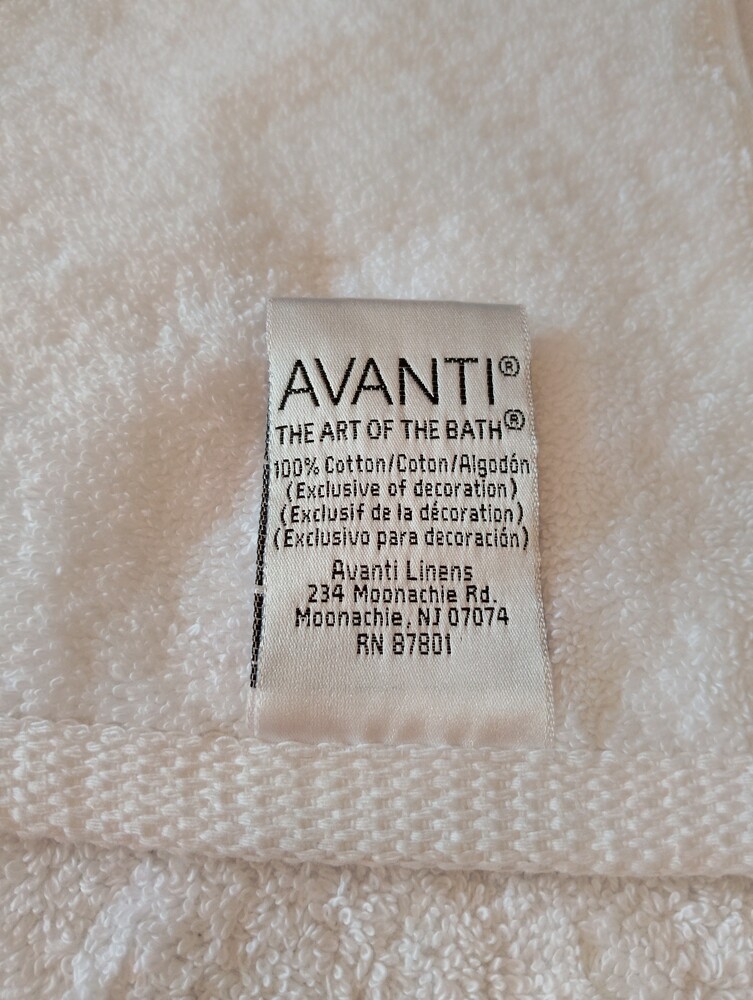 AVANTI®
THE ART OF THE BATH®
100% Cotton/Coton/Algodón
(Exclusive of decoration)
(Exclusif de la décoration)
(Exclusivo para decoración)
Avanti Linens
234 Moonachie Rd.
Moonachie, NJ 07074
RN 87801